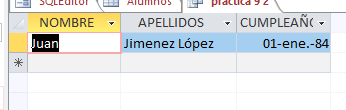 SQLEditor Alumnos practica 9 2
NOMBRE APELLIDOS CUMPLEAÑO
Juan Jimenez López 01-ene.-84